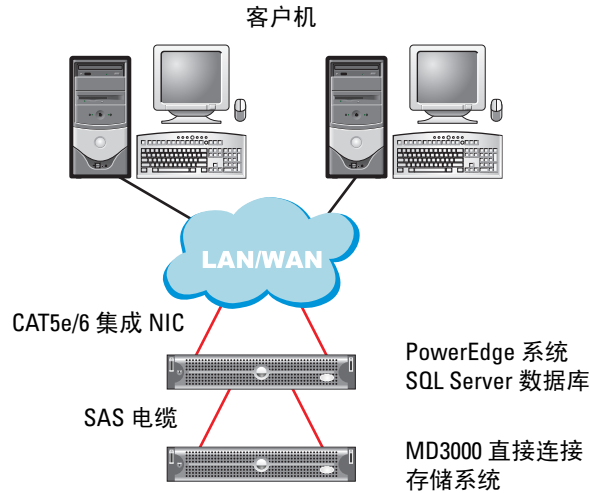 客户机
LAN/WAN
CAT5e/6 集成 NIC
PowerEdge 系统
SQL Server 数据库
SAS 电缆
MD3000 直接连接
存储系统